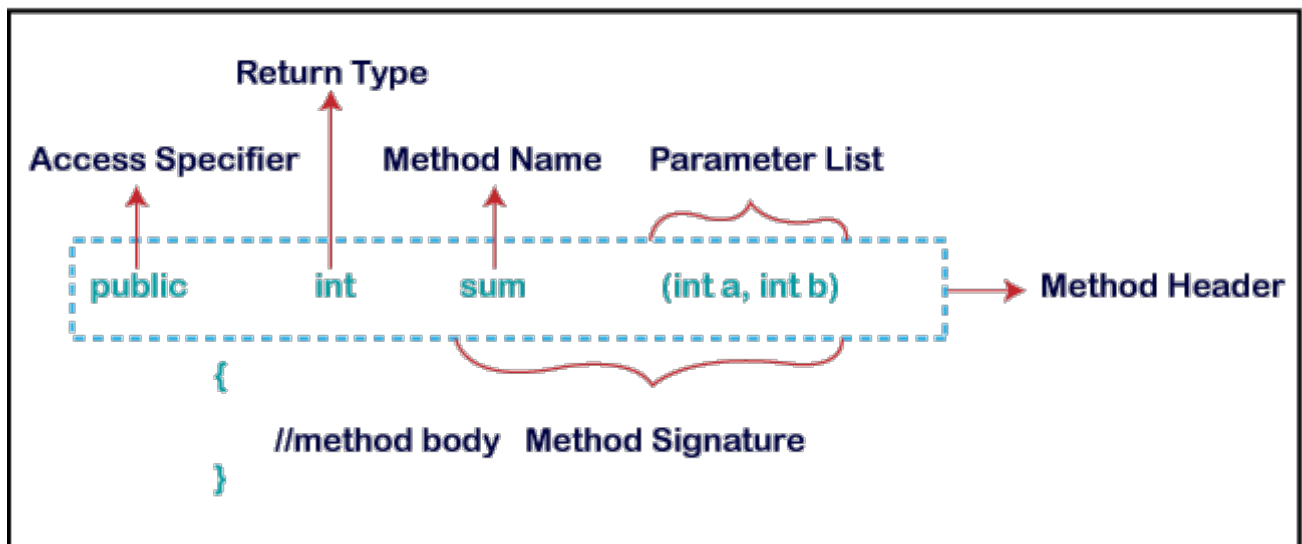 Return Type
Access Specifier Method Name Parameter List
public int sum (int a, int b) Method Header
{
//method body Method Signature
}